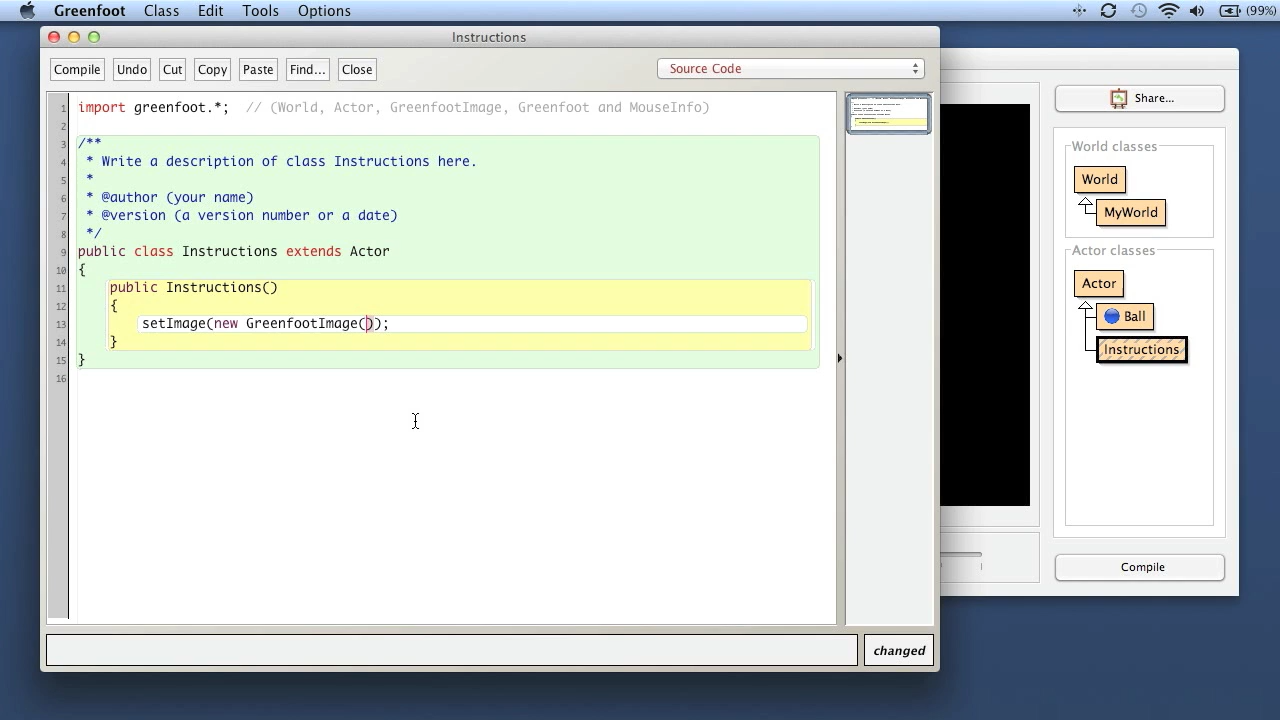 Greenfoot Class Edit Tools Options (99%)
Instructions
Compile Undo Cut Copy Paste Find... Close Source Code
1 import greenfoot.*; // (World, Actor, GreenfootImage, Greenfoot and MouseInfo)
2
3 /**
4 * Write a description of class Instructions here.
5 *
6 * @author (your name)
7 * @version (a version number or a date)
8 */
9 public class Instructions extends Actor
10 {
11 public Instructions()
12 {
13 setImage(new GreenfootImage());
14 }
15 }
16
changed
Share...
World classes
World
MyWorld
Actor classes
Actor
Ball
Instructions
Compile